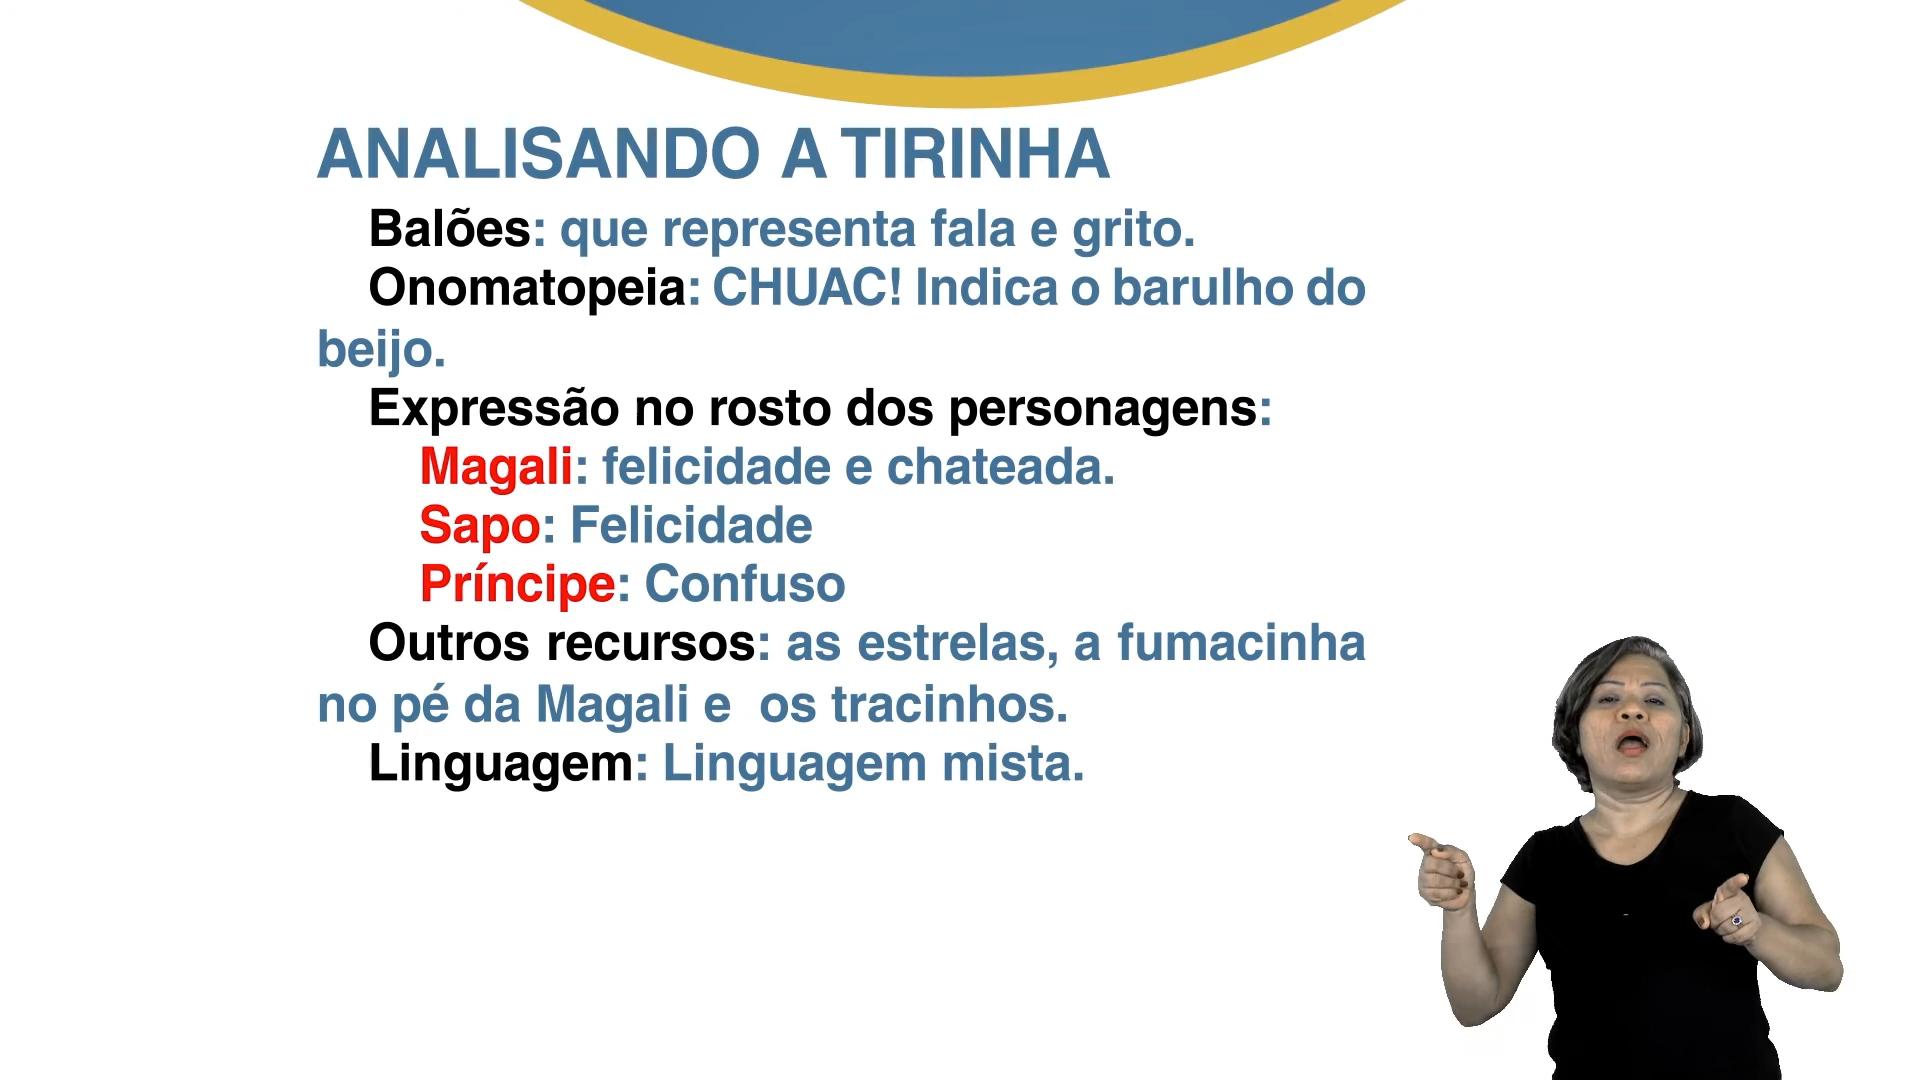 ANALISANDO A TIRINHA
Balões: que representa fala e grito.
Onomatopeia: CHUAC! Indica o barulho do
beijo.
Expressão no rosto dos personagens:
Magali: felicidade e chateada.
Sapo: Felicidade
Príncipe: Confuso
Outros recursos: as estrelas, a fumacinha
no pé da Magali e  os tracinhos.
Linguagem: Linguagem mista.